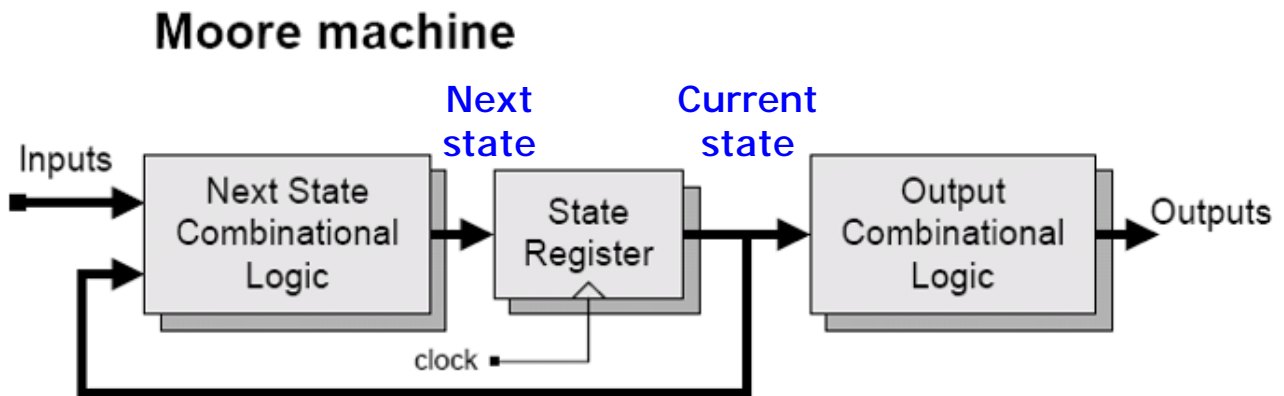 Moore machine
Next
state
Current
state
Inputs
Next State
Combinational
Logic
State
Register
Output
Combinational
Logic
Outputs
clock